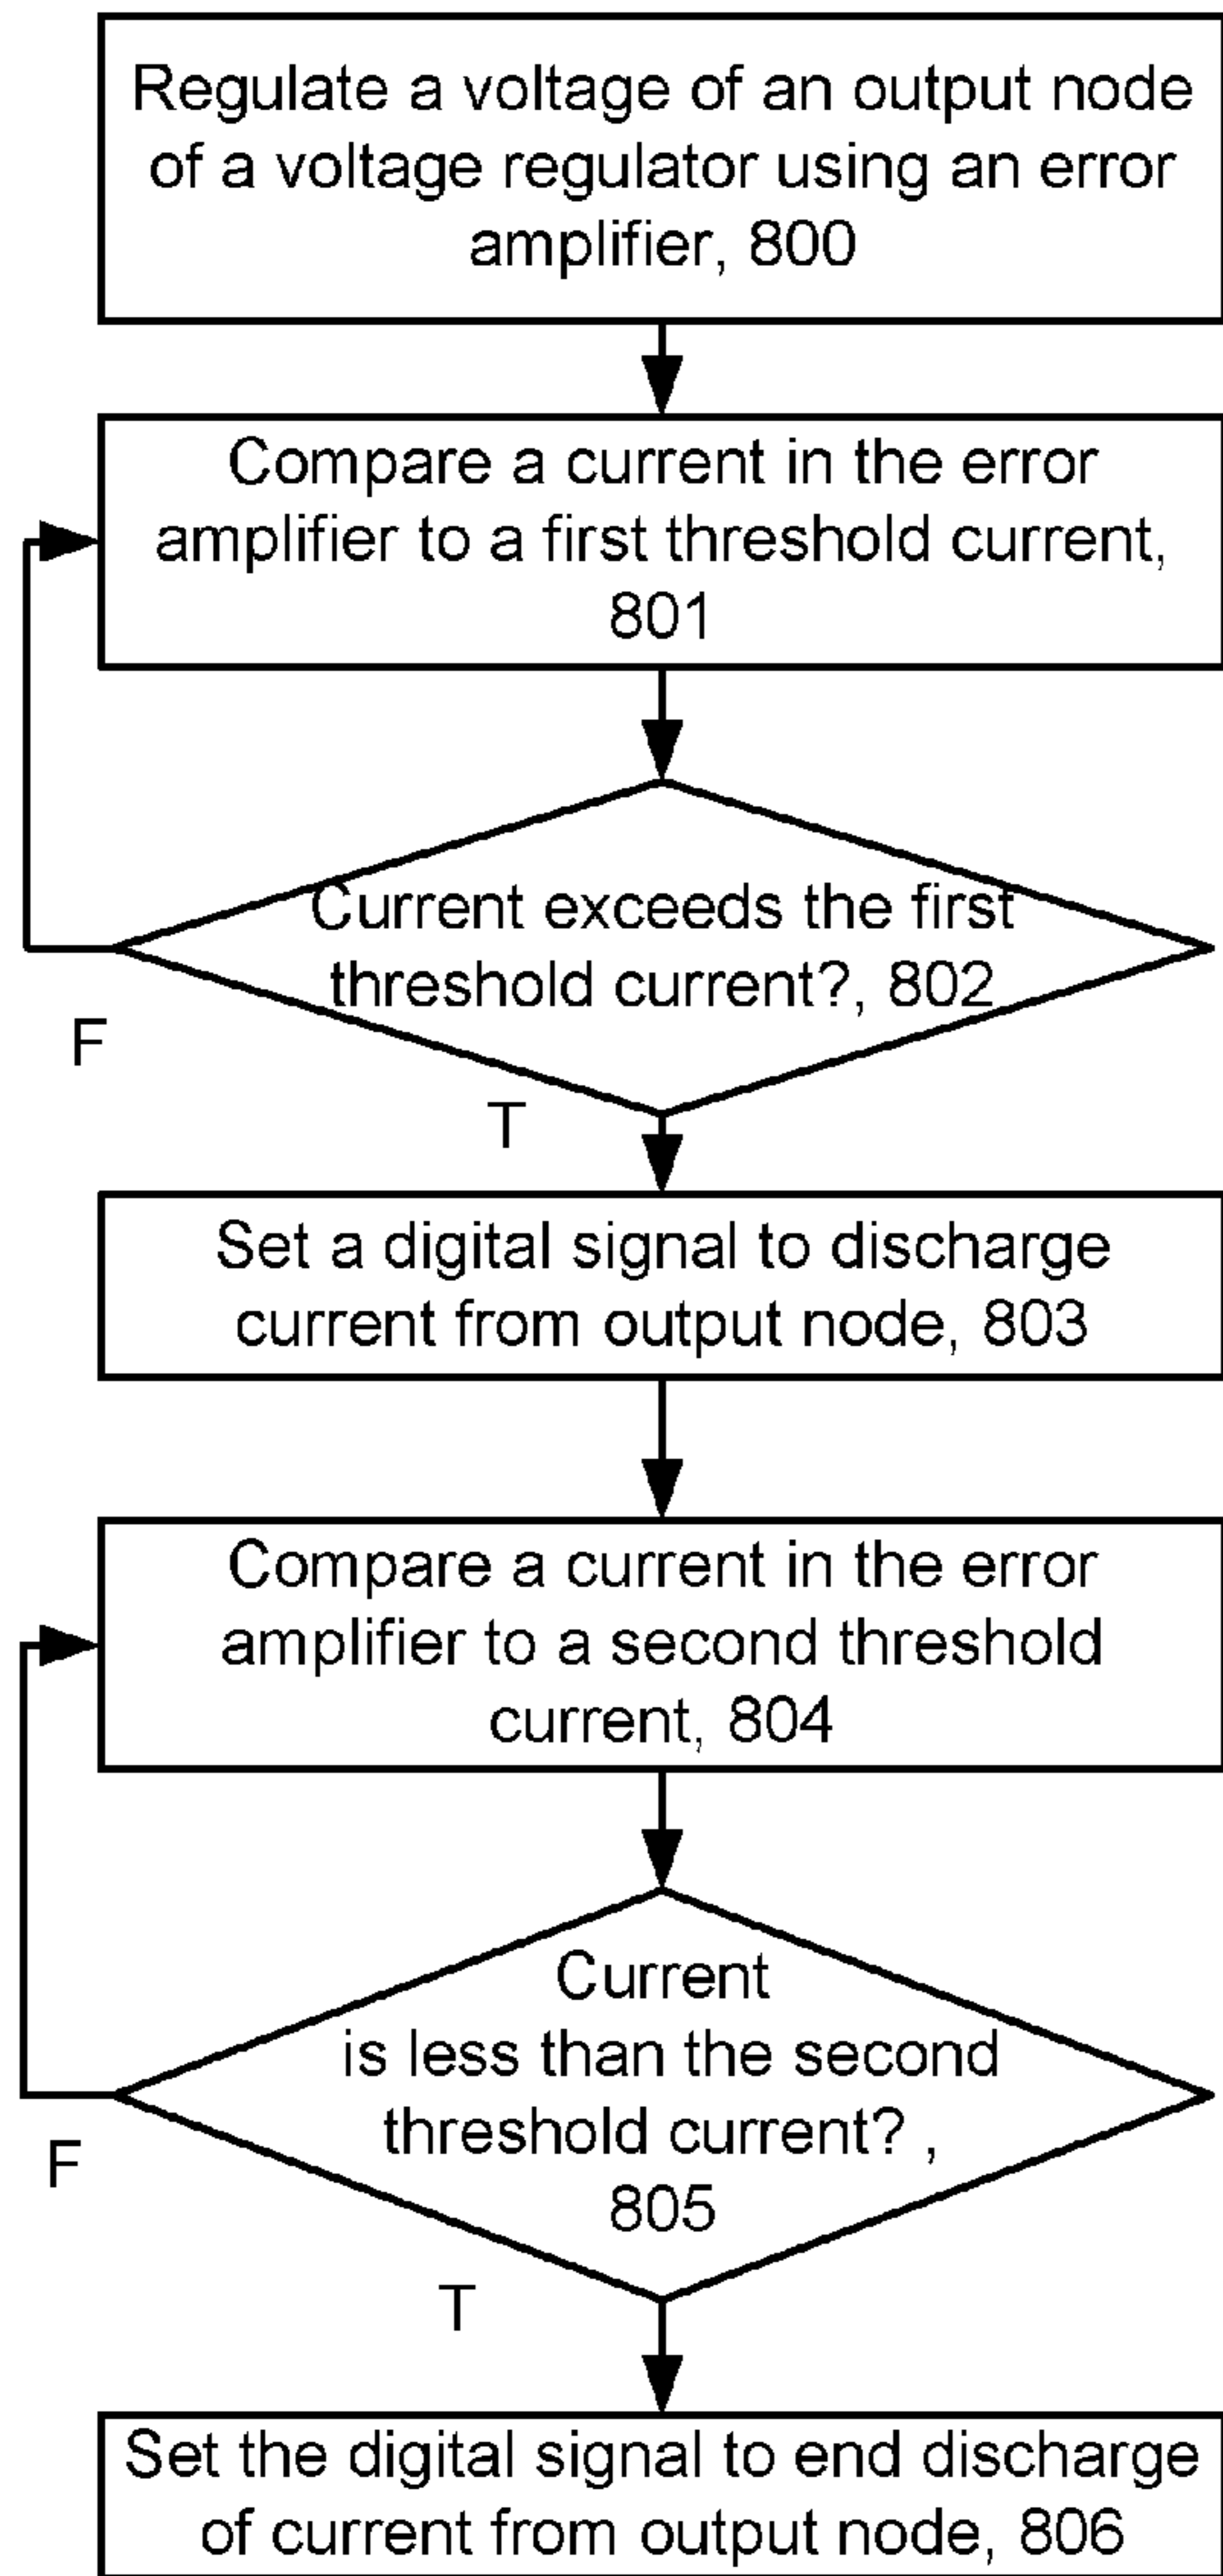 Regulate a voltage of an output node
of a voltage regulator using an error
amplifier, 800
Compare a current in the error
amplifier to a first threshold current,
801
Current exceeds the first
threshold current?, 802
F
T
Set a digital signal to discharge
current from output node, 803
Compare a current in the error
amplifier to a second threshold
current, 804
Current
is less than the second
threshold current? ,
805
F
T
Set the digital signal to end discharge
of current from output node, 806